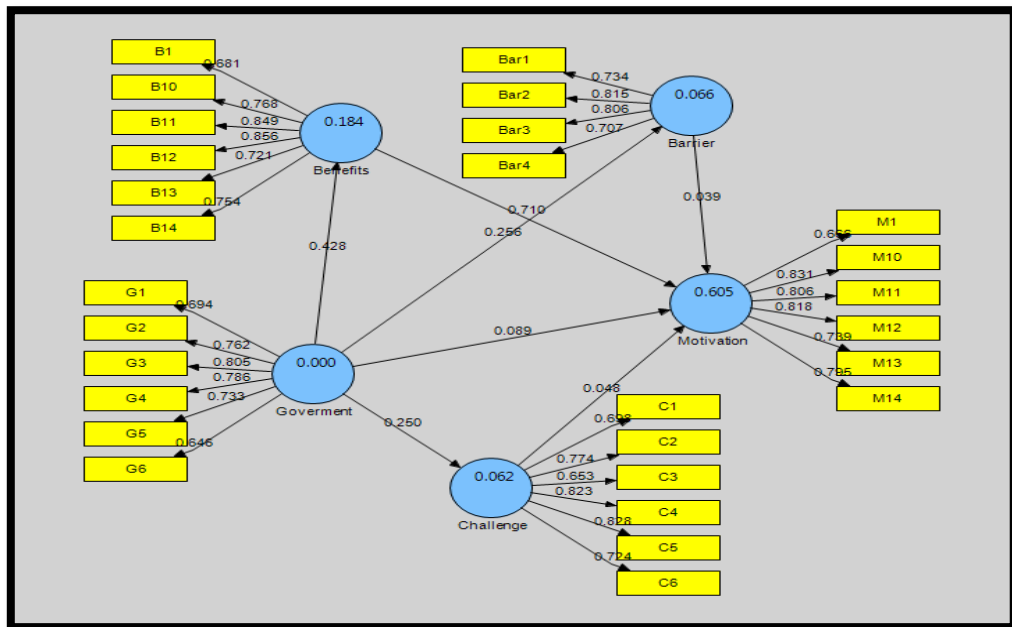 B1
B10
B11
B12
B13
B14
0.681
0.768
0.849
0.856
0.721
0.754
0.184
Benefits
Bar1
Bar2
Bar3
Bar4
0.734
0.815
0.806
0.707
0.066
Barrier
0.039
0.710
0.256
0.428
G1
G2
G3
G4
G5
G6
0.694
0.762
0.805
0.786
0.733
0.646
0.000
Goverment
0.089
0.250
0.048
0.605
Motivation
M1
M10
M11
M12
M13
M14
0.666
0.831
0.806
0.818
0.739
0.795
0.062
Challenge
C1
C2
C3
C4
C5
C6
0.698
0.774
0.653
0.823
0.828
0.724